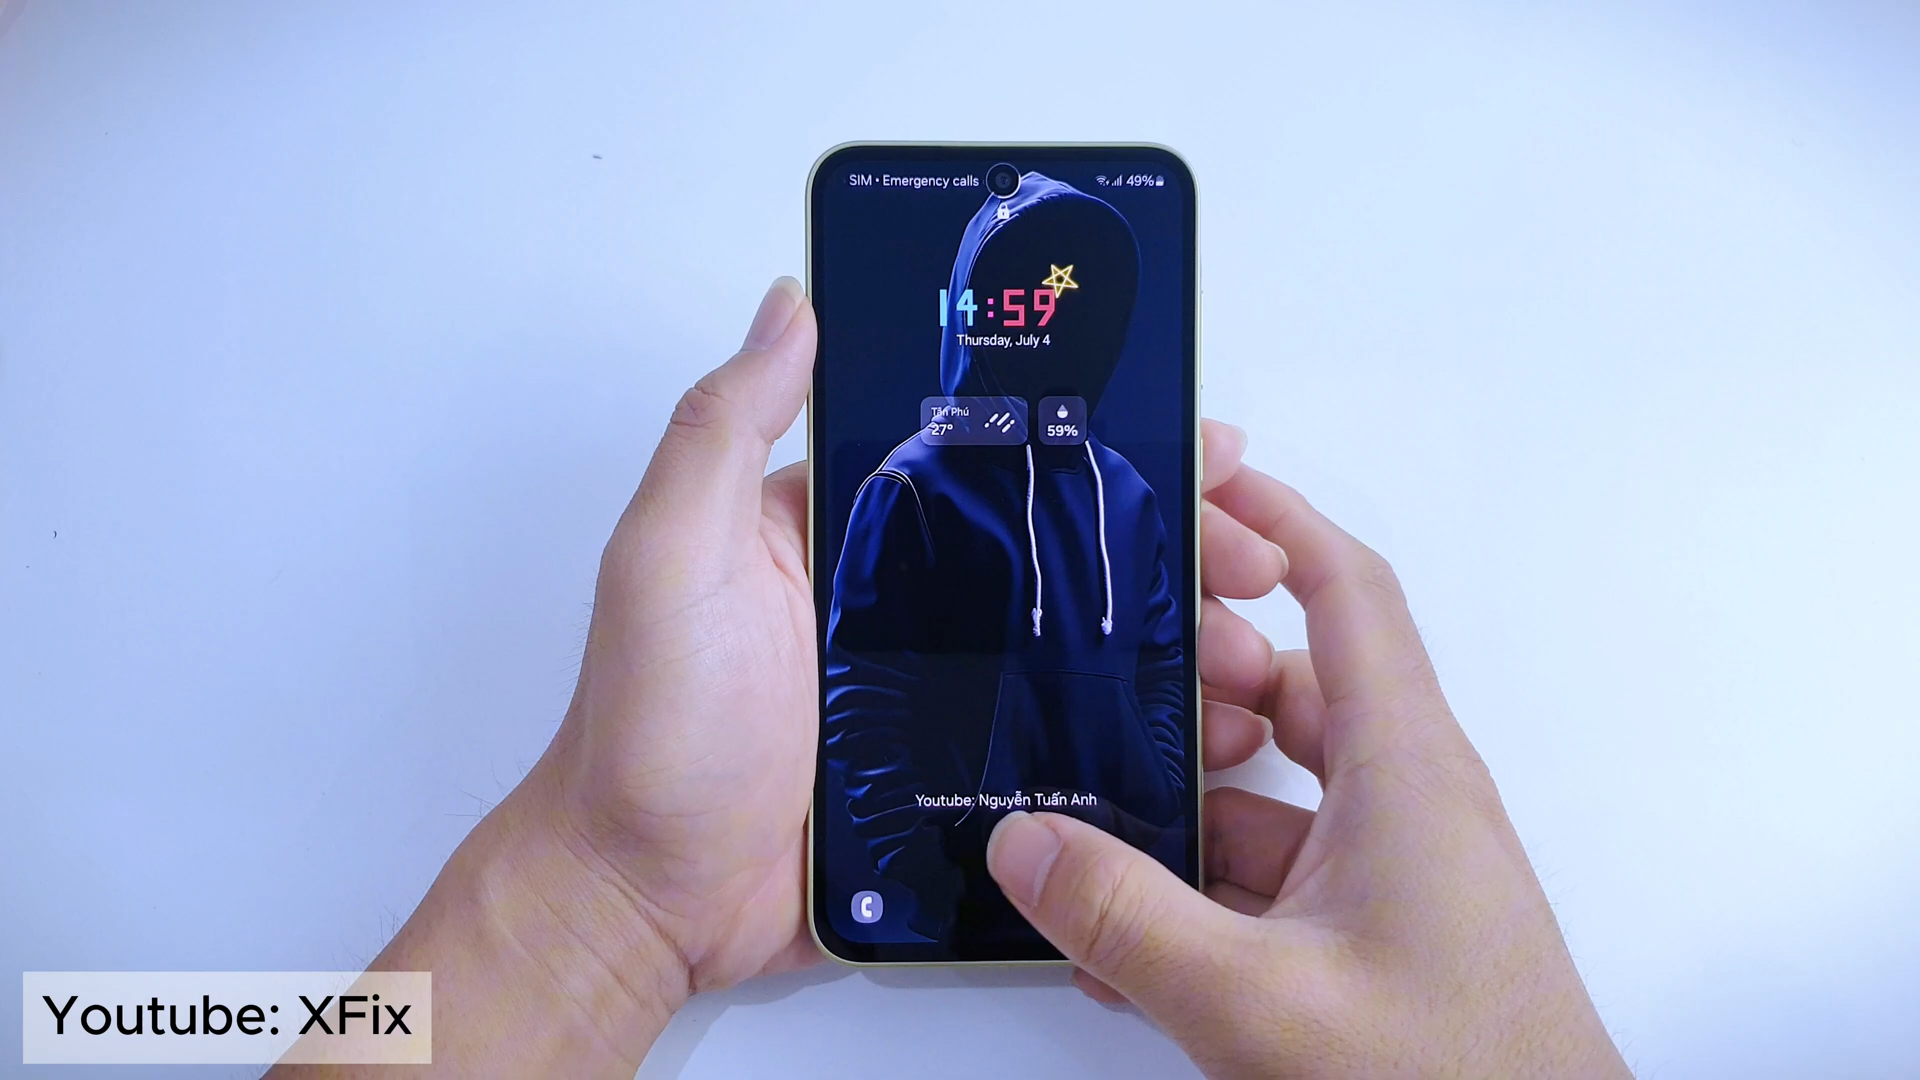 SIM • Emergency calls
49%
14:59
Thursday, July 4
Tân Phú
27°
59%
Youtube: Nguyễn Tuấn Anh
Youtube: XFix